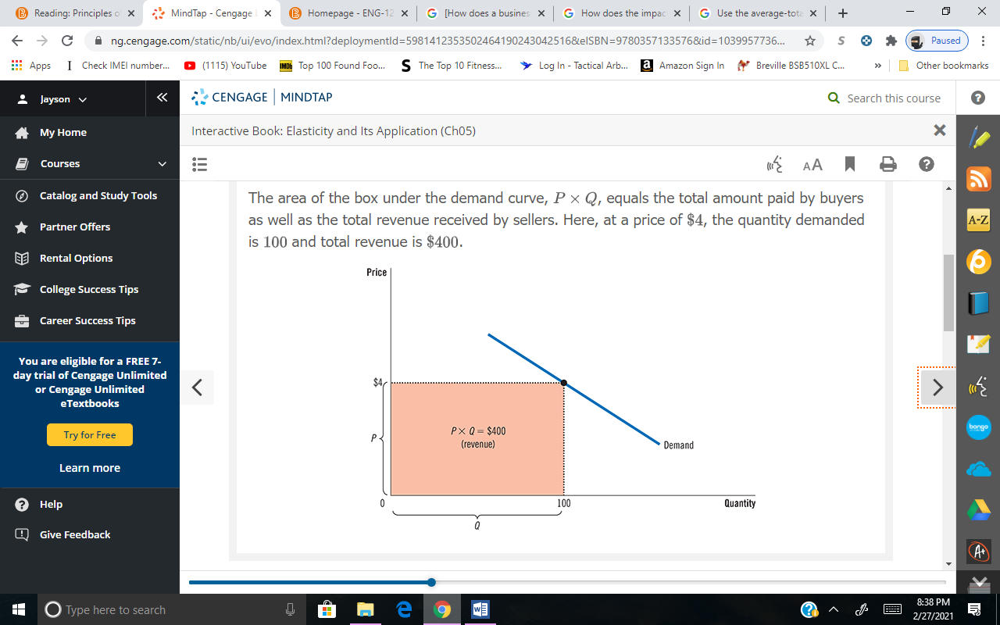 Reading: Principles o
MindTap - Cengage L
Homepage - ENG-12
[How does a busines
How does the impac
Use the average-tota
ng.cengage.com/static/nb/ui/evo/index.html?deploymentId=5981412353502464190243042516&eISBN=9780357133576&id=1039957736...
S
Paused
Apps
I Check IMEI number...
(1115) YouTube
IMDb Top 100 Found Foo...
S The Top 10 Fitness...
Log In - Tactical Arb...
a Amazon Sign In
Breville BSB510XL C...
»
Other bookmarks
Jayson
CENGAGE | MINDTAP
Search this course
My Home
Interactive Book: Elasticity and Its Application (Ch05)
Courses
AA
Catalog and Study Tools
Partner Offers
Rental Options
College Success Tips
Career Success Tips
You are eligible for a FREE 7-
day trial of Cengage Unlimited
or Cengage Unlimited
eTextbooks
Try for Free
Learn more
Help
Give Feedback
The area of the box under the demand curve, P × Q, equals the total amount paid by buyers
as well as the total revenue received by sellers. Here, at a price of $4, the quantity demanded
is 100 and total revenue is $400.
Price
$4
P × Q = $400
(revenue)
P
Demand
0
100
Quantity
Q
A-Z
bongo
A+
Type here to search
8:38 PM
2/27/2021